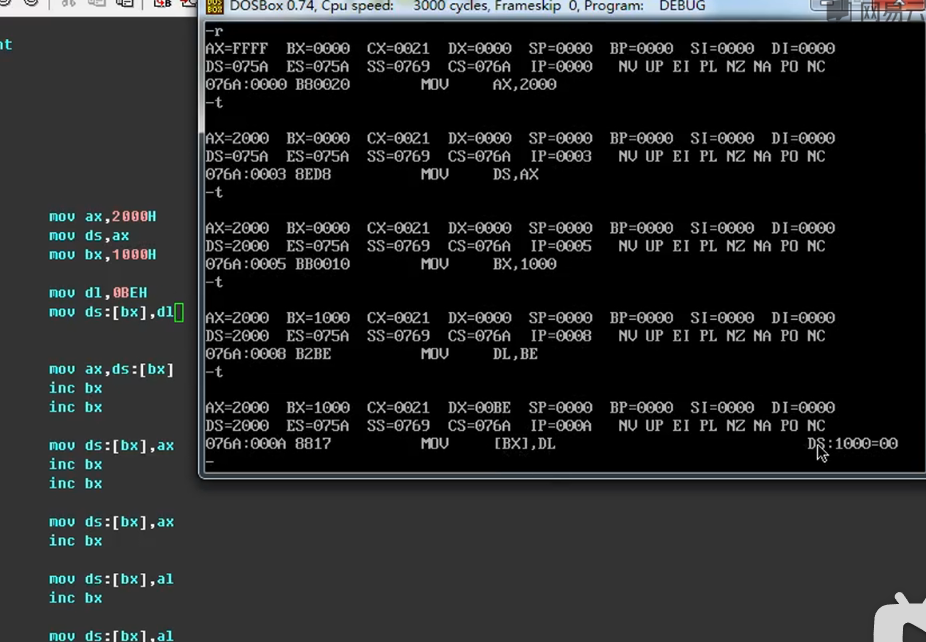 DOSBox 0.74, Cpu speed: 3000 cycles, Frameskip 0, Program: DEBUG
nt
mov ax,2000H
mov ds,ax
mov bx,1000H
mov dl,0BEH
mov ds:[bx],dl
mov ax,ds:[bx]
inc bx
inc bx
mov ds:[bx],ax
inc bx
inc bx
mov ds:[bx],ax
inc bx
mov ds:[bx],al
inc bx
mov ds:[bx],al
-r
AX=FFFF BX=0000 CX=0021 DX=0000 SP=0000 BP=0000 SI=0000 DI=0000
DS=075A ES=075A SS=0769 CS=076A IP=0000 NV UP EI PL NZ NA PO NC
076A:0000 B80020 MOV AX,2000
-t
AX=2000 BX=0000 CX=0021 DX=0000 SP=0000 BP=0000 SI=0000 DI=0000
DS=075A ES=075A SS=0769 CS=076A IP=0003 NV UP EI PL NZ NA PO NC
076A:0003 8ED8 MOV DS,AX
-t
AX=2000 BX=0000 CX=0021 DX=0000 SP=0000 BP=0000 SI=0000 DI=0000
DS=2000 ES=075A SS=0769 CS=076A IP=0005 NV UP EI PL NZ NA PO NC
076A:0005 BB0010 MOV BX,1000
-t
AX=2000 BX=1000 CX=0021 DX=0000 SP=0000 BP=0000 SI=0000 DI=0000
DS=2000 ES=075A SS=0769 CS=076A IP=0008 NV UP EI PL NZ NA PO NC
076A:0008 B2BE MOV DL,BE
-t
AX=2000 BX=1000 CX=0021 DX=00BE SP=0000 BP=0000 SI=0000 DI=0000
DS=2000 ES=075A SS=0769 CS=076A IP=000A NV UP EI PL NZ NA PO NC
076A:000A 8817 MOV [BX],DL DS:1000=00
-